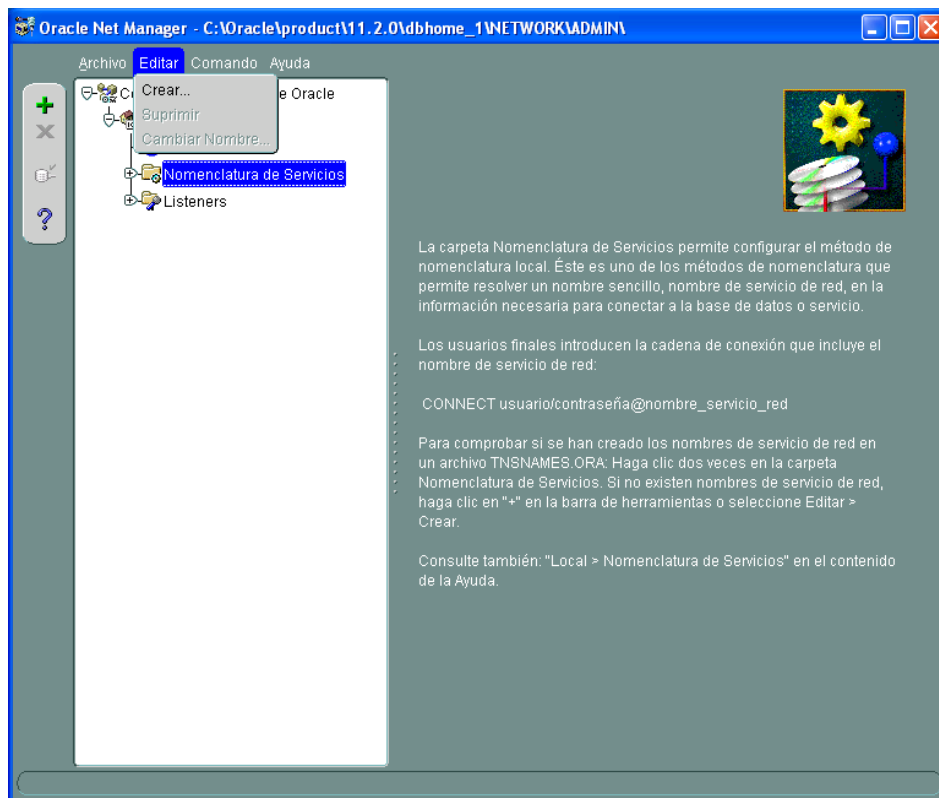 Oracle Net Manager - C:\Oracle\product\11.2.0\dbhome_1\NETWORK\ADMIN\
Archivo Editar Comando Ayuda
Crear...
Suprimir
Cambiar Nombre...
e Oracle
Nomenclatura de Servicios
Listeners
La carpeta Nomenclatura de Servicios permite configurar el método de
nomenclatura local. Éste es uno de los métodos de nomenclatura que
permite resolver un nombre sencillo, nombre de servicio de red, en la
información necesaria para conectar a la base de datos o servicio.
Los usuarios finales introducen la cadena de conexión que incluye el
nombre de servicio de red:
CONNECT usuario/contraseña@nombre_servicio_red
Para comprobar si se han creado los nombres de servicio de red en
un archivo TNSNAMES.ORA: Haga clic dos veces en la carpeta
Nomenclatura de Servicios. Si no existen nombres de servicio de red,
haga clic en "+" en la barra de herramientas o seleccione Editar >
Crear.
Consulte también: "Local > Nomenclatura de Servicios" en el contenido
de la Ayuda.